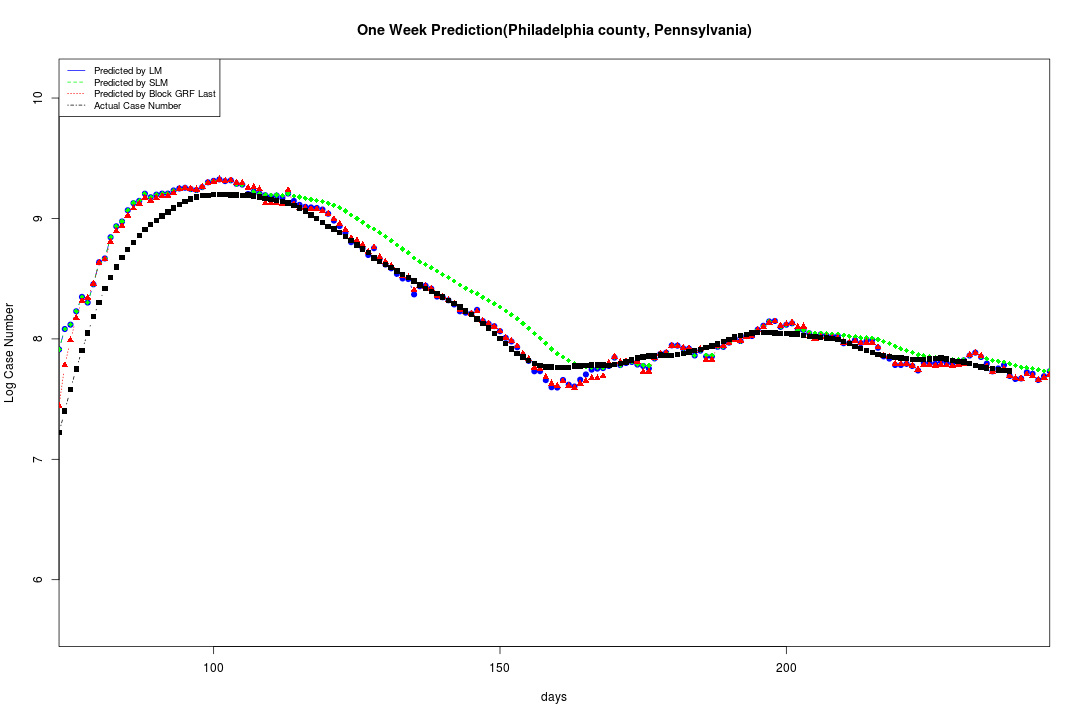 One Week Prediction(Philadelphia county, Pennsylvania)
Predicted by LM
Predicted by SLM
Predicted by Block GRF Last
Actual Case Number
10
9
8
7
6
Log Case Number
100
150
200
days